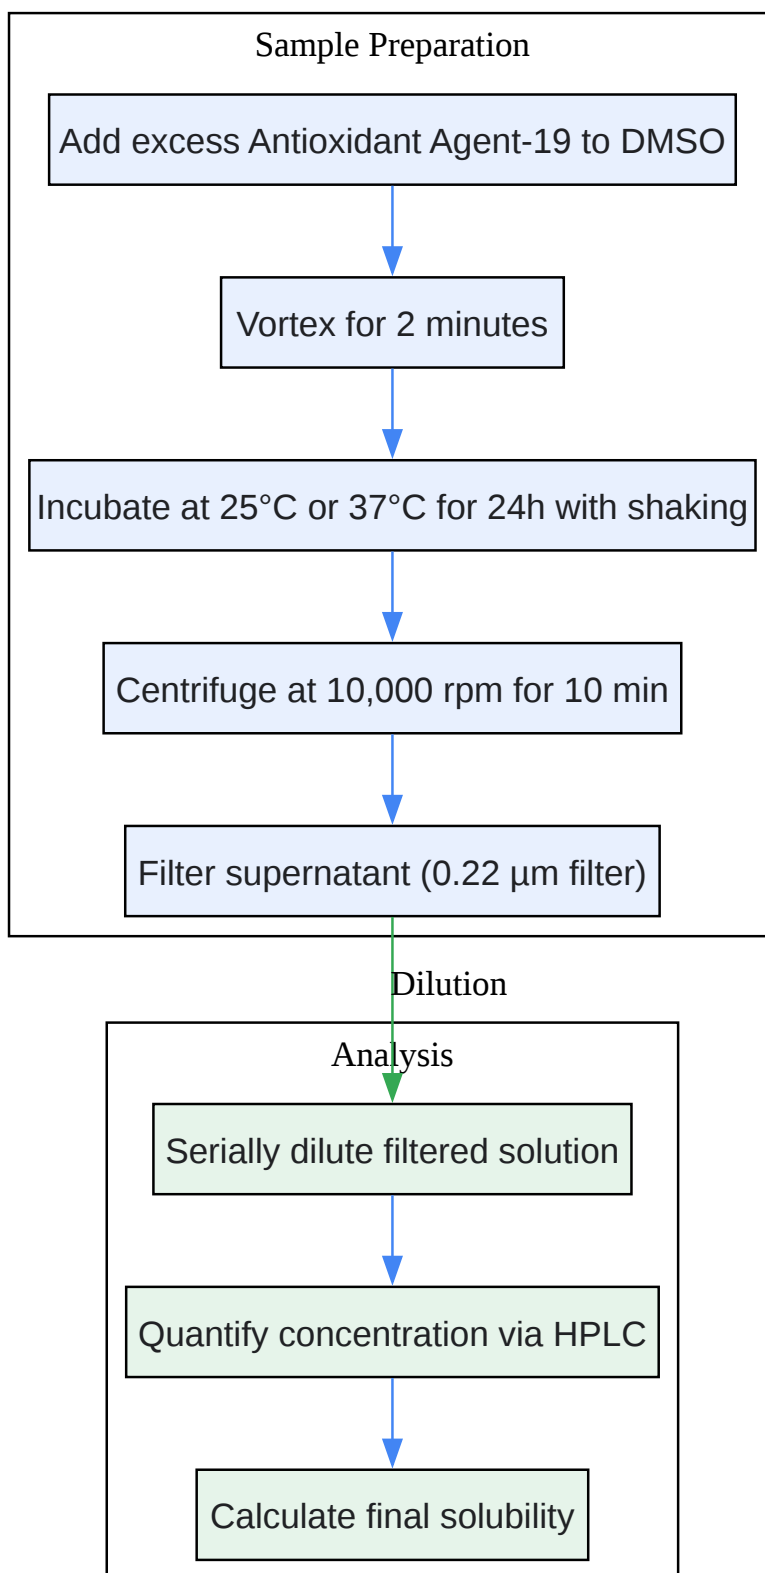 Sample Preparation
Add excess Antioxidant Agent-19 to DMSO
Vortex for 2 minutes
Incubate at 25°C or 37°C for 24h with shaking
Centrifuge at 10,000 rpm for 10 min
Filter supernatant (0.22 µm filter)
Dilution
Analysis
Serially dilute filtered solution
Quantify concentration via HPLC
Calculate final solubility